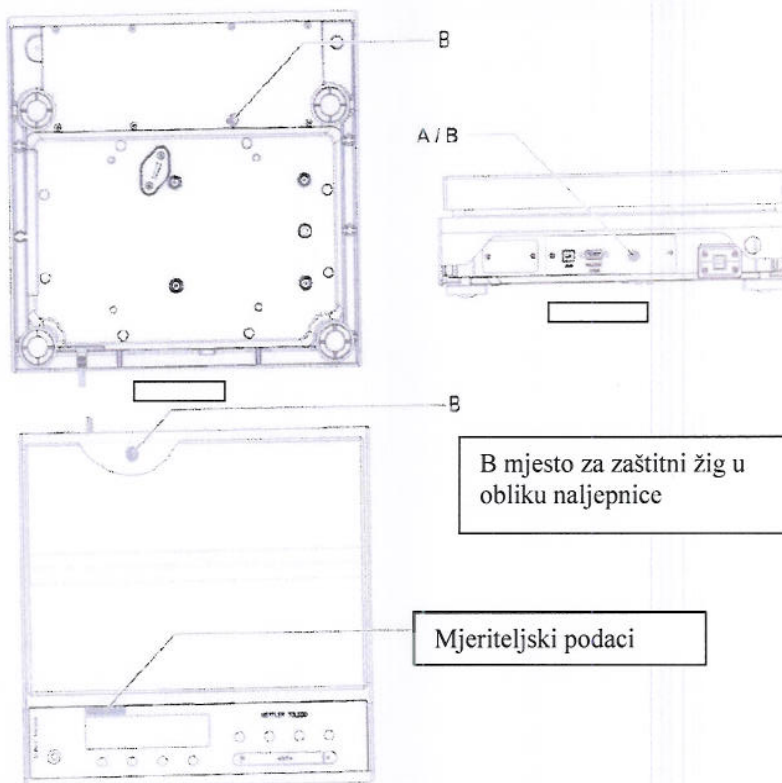 B
A / B
B
B mjesto za zaštitni žig u
obliku naljepnice
Mjeriteljski podaci
METTLER TOLEDO